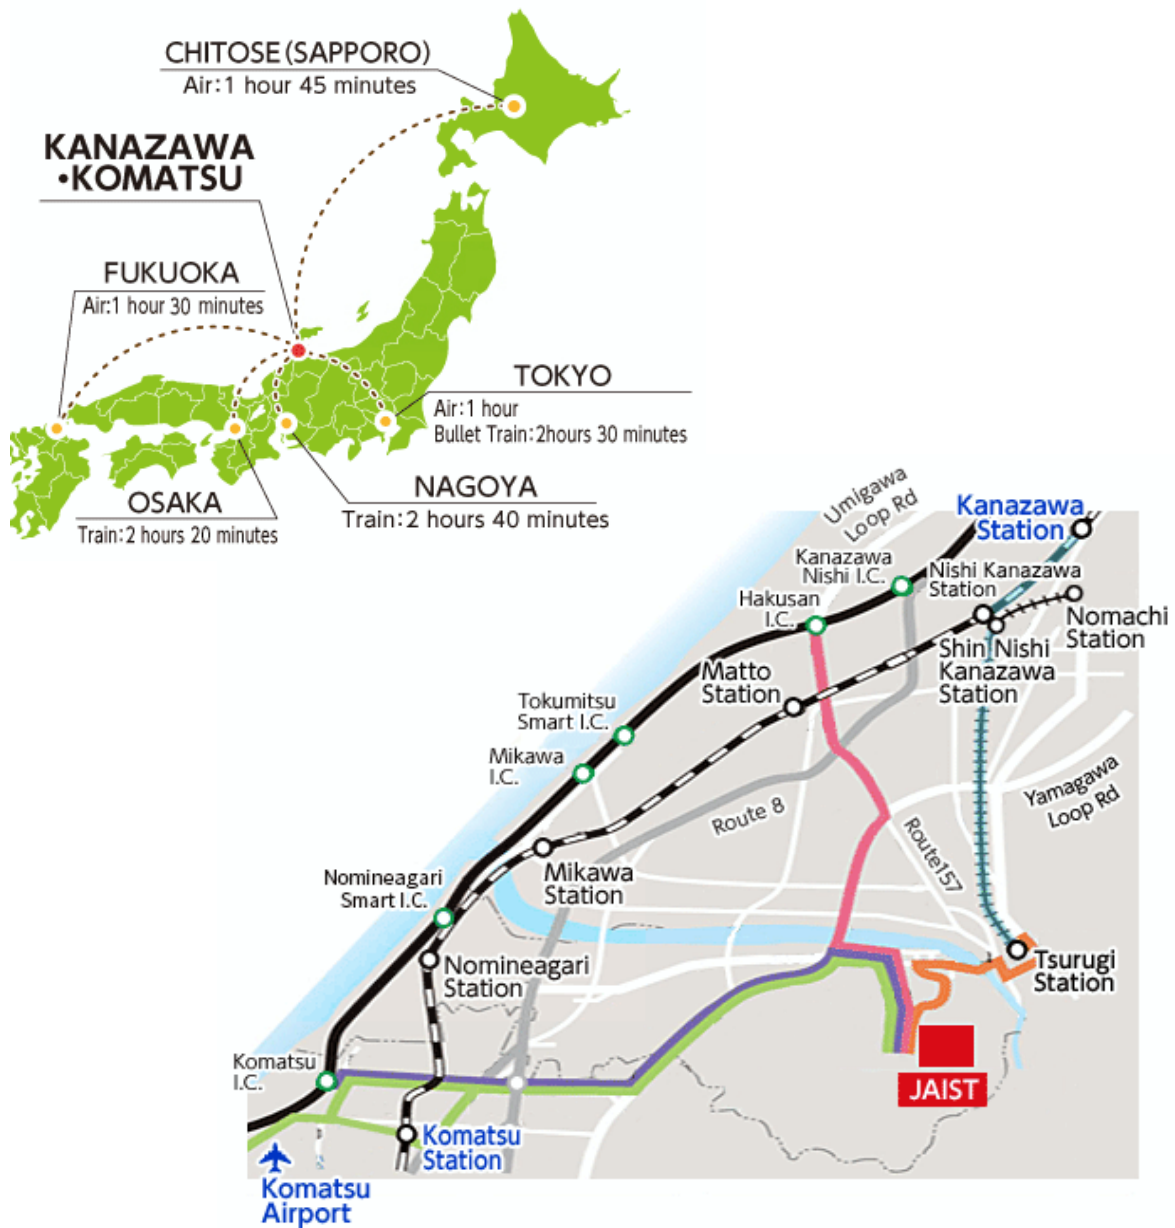 CHITOSE(SAPPORO)
Air:1 hour 45 minutes
KANAZAWA
・KOMATSU
FUKUOKA
Air:1 hour 30 minutes
TOKYO
Air:1 hour
Bullet Train:2hours 30 minutes
NAGOYA
Train:2 hours 40 minutes
OSAKA
Train:2 hours 20 minutes
Umigawa
Loop Rd
Kanazawa
Station
Kanazawa
Nishi I.C.
Nishi Kanazawa
Station
Hakusan
I.C.
Nomachi
Station
Shin Nishi
Kanazawa
Station
Matto
Station
Tokumitsu
Smart I.C.
Mikawa
I.C.
Route 8
Yamagawa
Loop Rd
Route157
Mikawa
Station
Nomineagari
Smart I.C.
Nomineagari
Station
Tsurugi
Station
Komatsu
I.C.
JAIST
Komatsu
Station
Komatsu
Airport